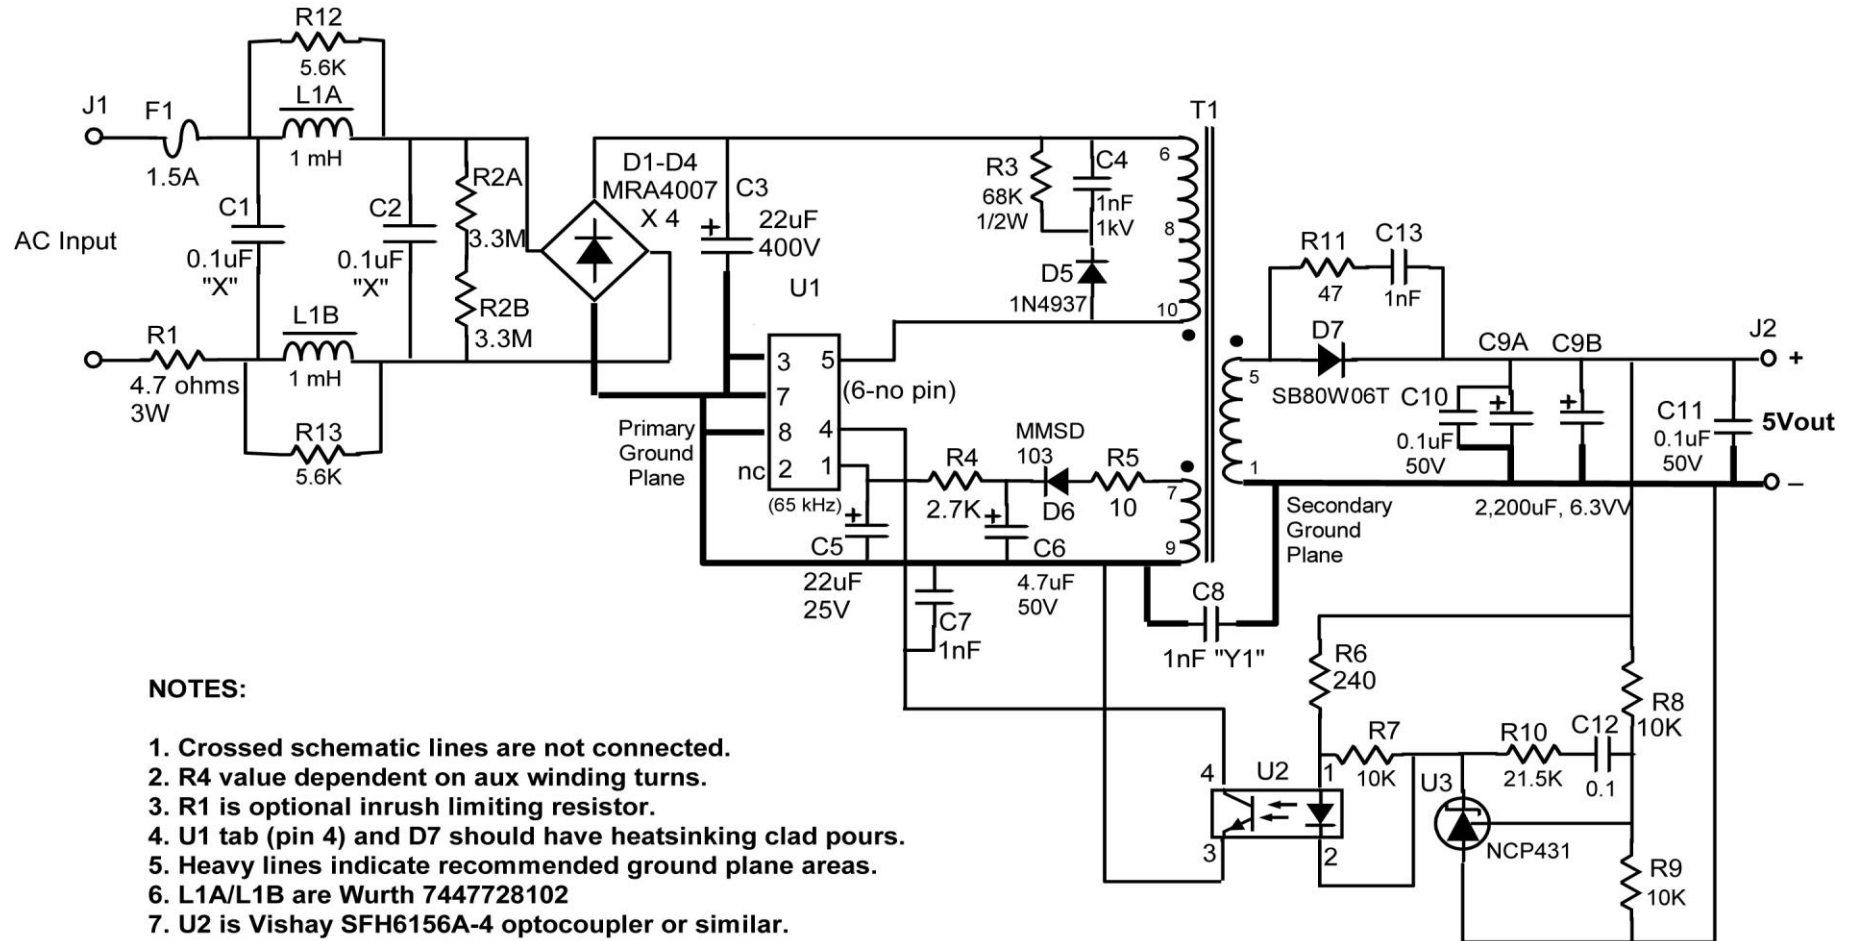 R12
5.6K
L1A
1 mH
J1
F1
1.5A
AC Input
C1
0.1uF
"X"
C2
0.1uF
"X"
R2A
3.3M
R2B
3.3M
R1
4.7 ohms
3W
L1B
1 mH
R13
5.6K
D1-D4
MRA4007
X 4
C3
+
22uF
400V
U1
3
7
8
2
5
4
1
nc
(6-no pin)
(65 kHz)
Primary
Ground
Plane
R3
68K
1/2W
C4
1nF
1kV
D5
1N4937
T1
6
8
10
7
9
5
1
R4
2.7K
MMSD
103
D6
R5
10
+
C5
22uF
25V
+
C6
4.7uF
50V
C7
1nF
C8
1nF "Y1"
R11
47
C13
1nF
D7
SB80W06T
C9A
C9B
C10
0.1uF
50V
+
+
2,200uF, 6.3VV
C11
0.1uF
50V
J2
+
5Vout
–
Secondary
Ground
Plane
R6
240
R7
10K
R8
10K
R10
21.5K
C12
0.1
4
U2
1
3
2
U3
NCP431
R9
10K
NOTES:
1. Crossed schematic lines are not connected.
2. R4 value dependent on aux winding turns.
3. R1 is optional inrush limiting resistor.
4. U1 tab (pin 4) and D7 should have heatsinking clad pours.
5. Heavy lines indicate recommended ground plane areas.
6. L1A/L1B are Wurth 7447728102
7. U2 is Vishay SFH6156A-4 optocoupler or similar.